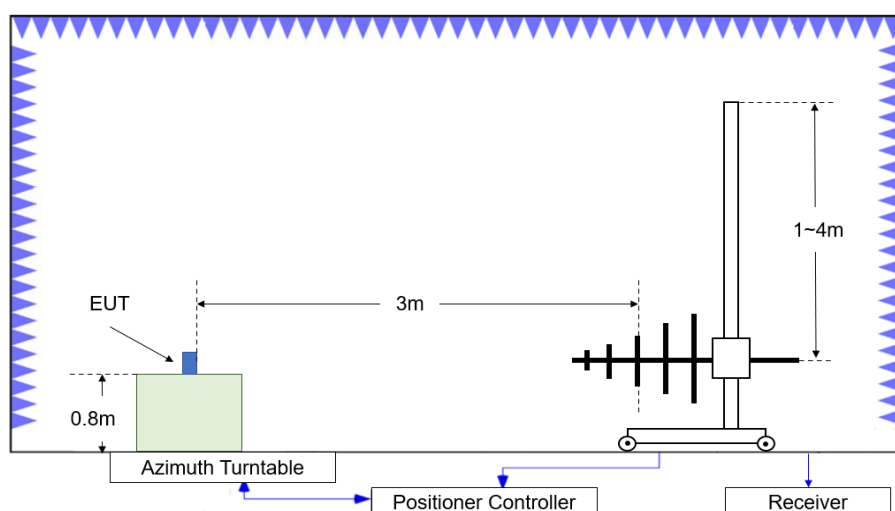 1~4m
EUT
3m
0.8m
Azimuth Turntable
Positioner Controller
Receiver